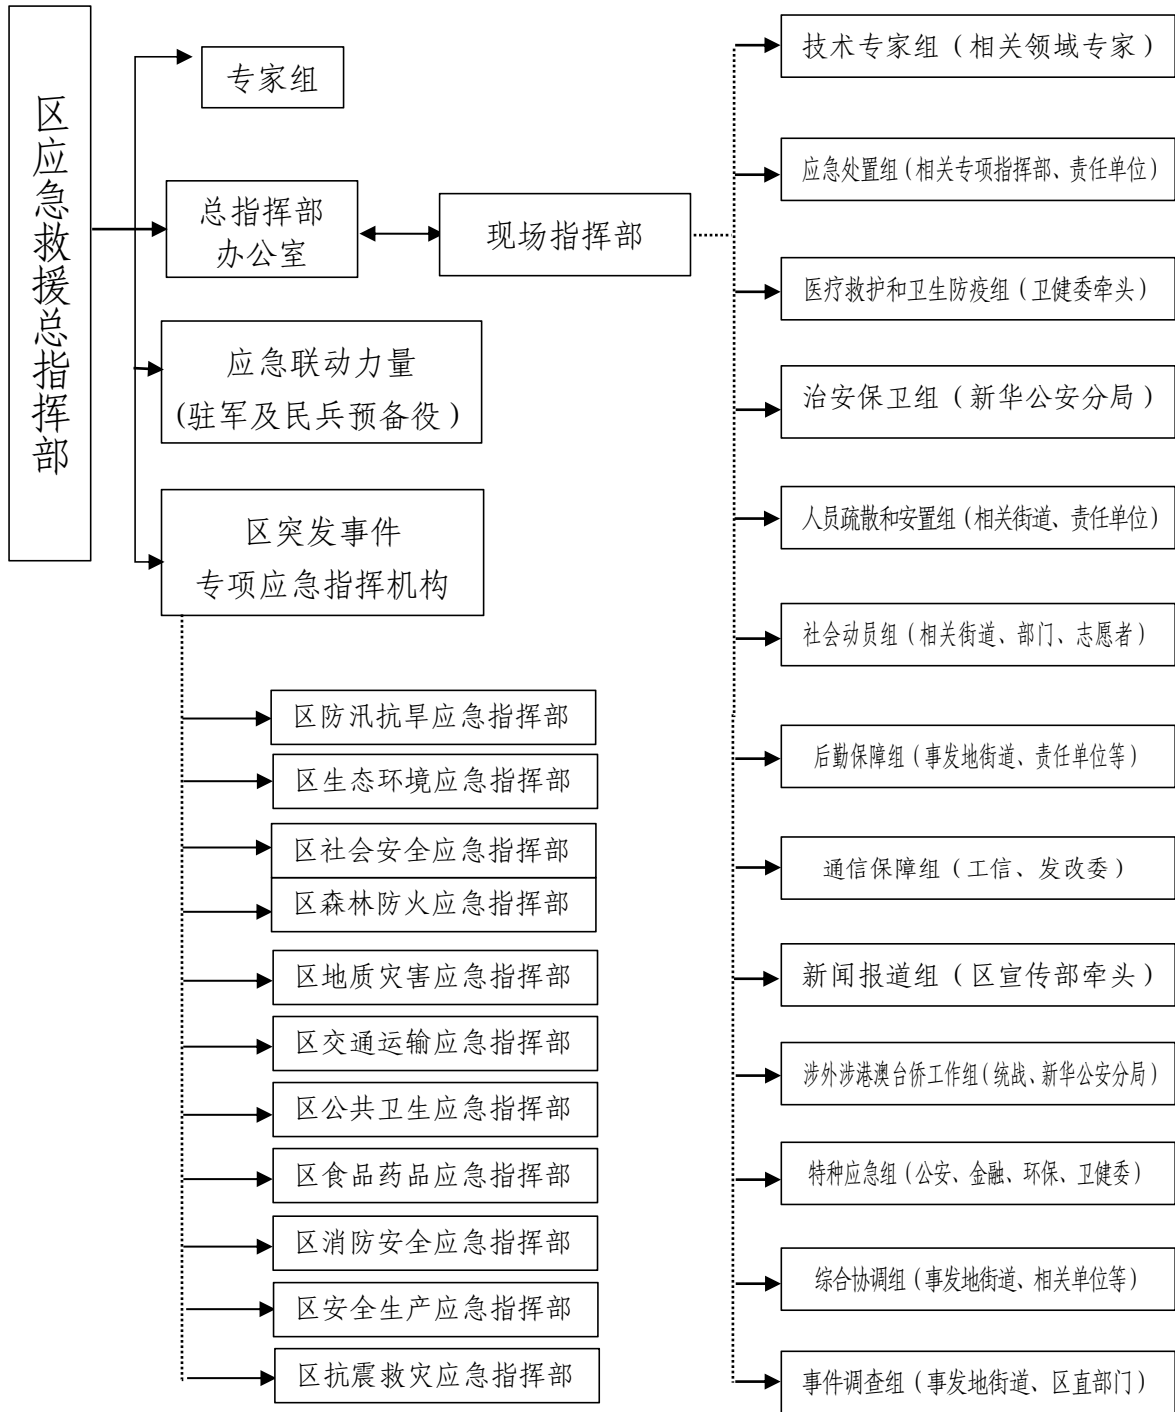 区应急救援总指挥部
专家组
总指挥部
办公室
现场指挥部
应急联动力量
(驻军及民兵预备役）
区突发事件
专项应急指挥机构
区防汛抗旱应急指挥部
区生态环境应急指挥部
区社会安全应急指挥部
区森林防火应急指挥部
区地质灾害应急指挥部
区交通运输应急指挥部
区公共卫生应急指挥部
区食品药品应急指挥部
区消防安全应急指挥部
区安全生产应急指挥部
区抗震救灾应急指挥部
技术专家组（相关领域专家）
应急处置组（相关专项指挥部、责任单位）
医疗救护和卫生防疫组（卫健委牵头）
治安保卫组（新华公安分局）
人员疏散和安置组（相关街道、责任单位）
社会动员组（相关街道、部门、志愿者）
后勤保障组（事发地街道、责任单位等）
通信保障组（工信、发改委）
新闻报道组（区宣传部牵头）
涉外涉港澳台侨工作组（统战、新华公安分局）
特种应急组（公安、金融、环保、卫健委）
综合协调组（事发地街道、相关单位等）
事件调查组（事发地街道、区直部门）